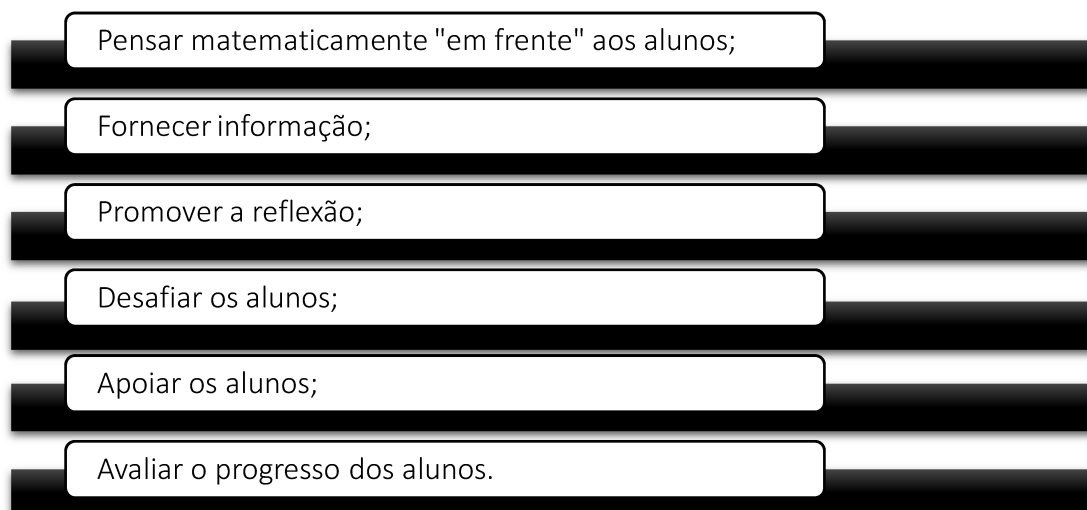 Pensar matematicamente "em frente" aos alunos;
Fornecer informação;
Promover a reflexão;
Desafiar os alunos;
Apoiar os alunos;
Avaliar o progresso dos alunos.